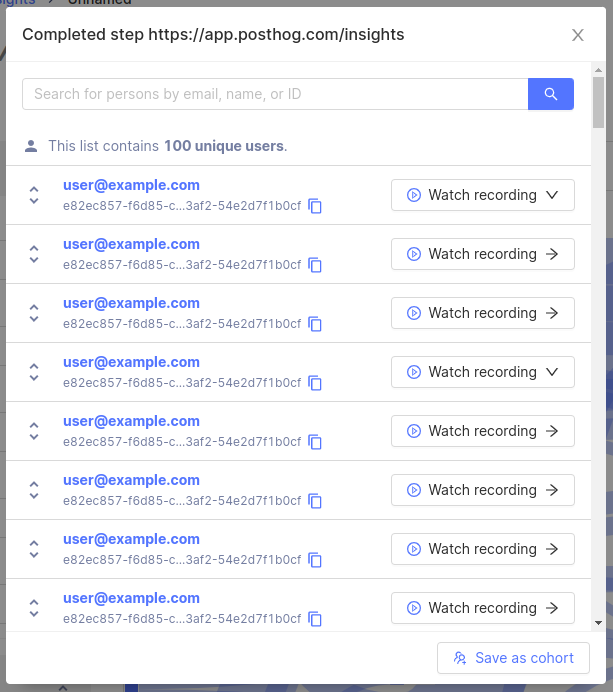 Unnamed
Completed step https://app.posthog.com/insights
Search for persons by email, name, or ID
This list contains 100 unique users.
user@example.com
e82ec857-f6d85-c...3af2-54e2d7f1b0cf
Watch recording
user@example.com
e82ec857-f6d85-c...3af2-54e2d7f1b0cf
Watch recording
user@example.com
e82ec857-f6d85-c...3af2-54e2d7f1b0cf
Watch recording
user@example.com
e82ec857-f6d85-c...3af2-54e2d7f1b0cf
Watch recording
user@example.com
e82ec857-f6d85-c...3af2-54e2d7f1b0cf
Watch recording
user@example.com
e82ec857-f6d85-c...3af2-54e2d7f1b0cf
Watch recording
user@example.com
e82ec857-f6d85-c...3af2-54e2d7f1b0cf
Watch recording
user@example.com
e82ec857-f6d85-c...3af2-54e2d7f1b0cf
Watch recording
Save as cohort